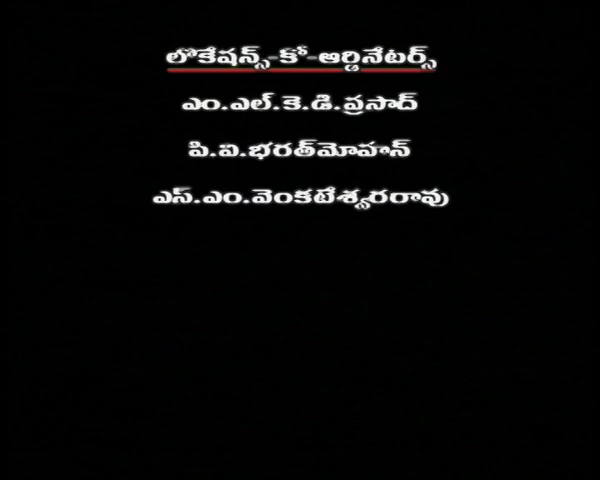 లొకేషన్స్-కో-ఆర్డినేటర్స్
ఎం.ఎల్.కె.డి.ప్రసాద్
పి.వి.భరత్‌మోహన్
ఎస్.ఎం.వెంకటేశ్వరరావు